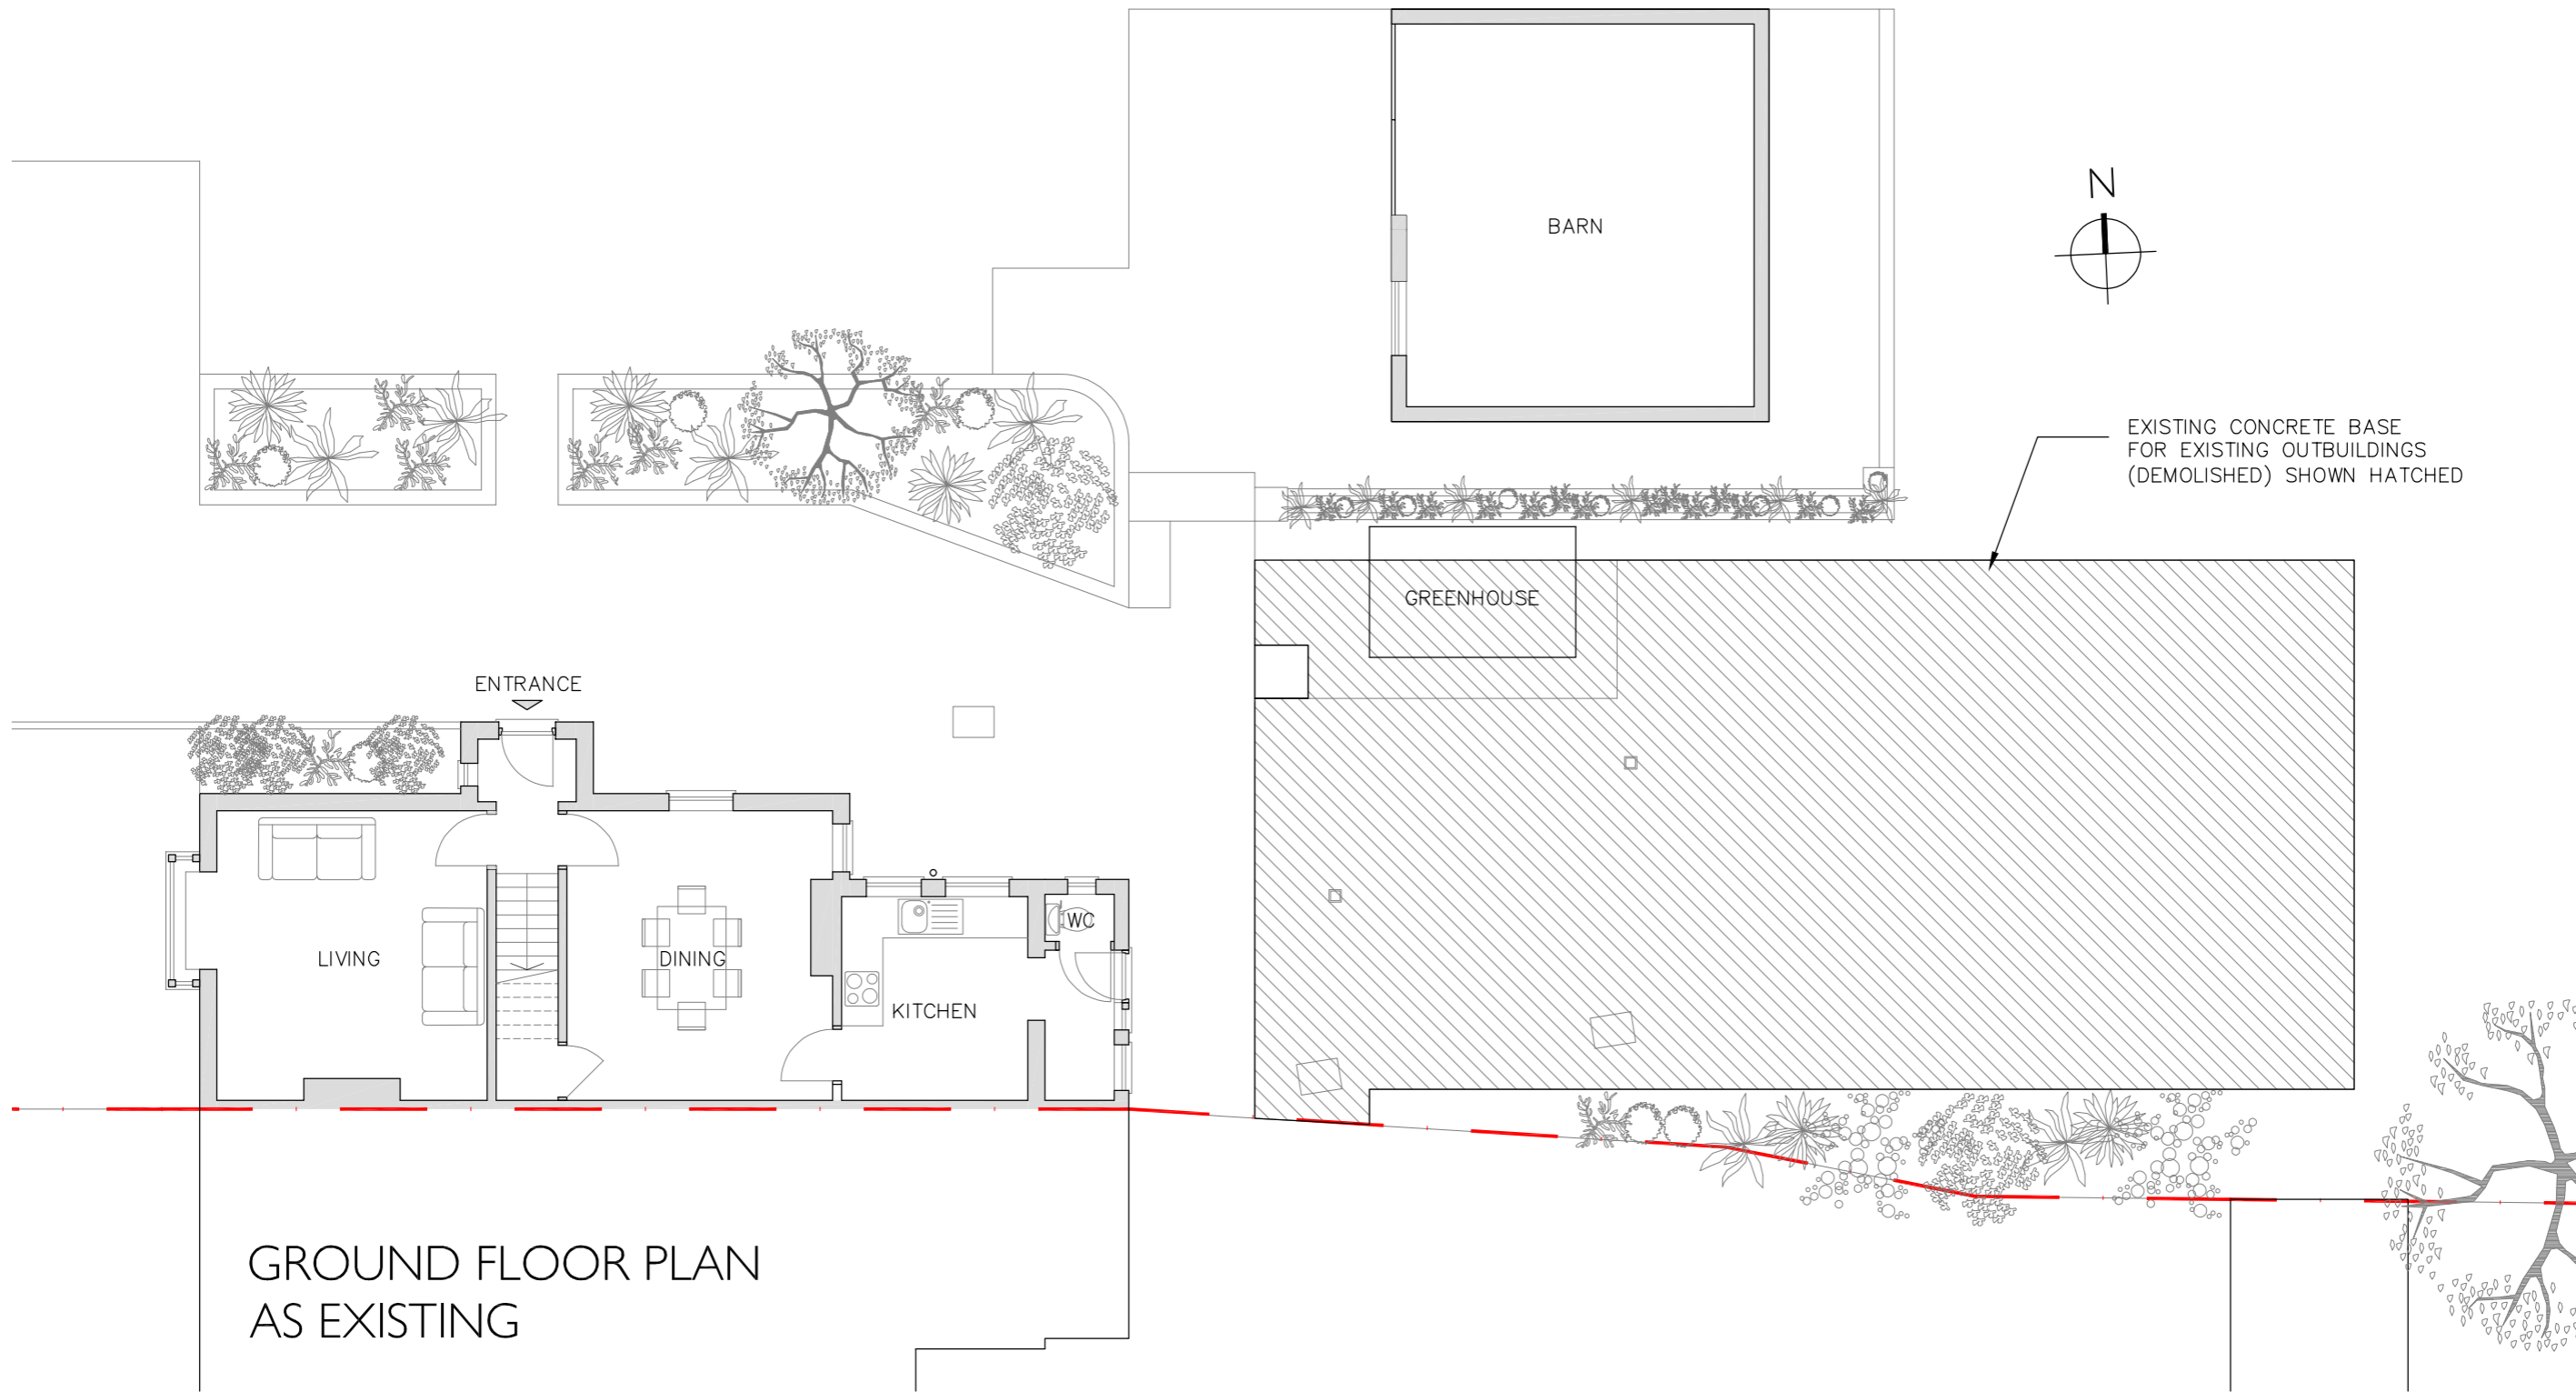 N
BARN
EXISTING CONCRETE BASE
FOR EXISTING OUTBUILDINGS
(DEMOLISHED) SHOWN HATCHED
GREENHOUSE
ENTRANCE
WC
LIVING
DINING
KITCHEN
GROUND FLOOR PLAN
AS EXISTING